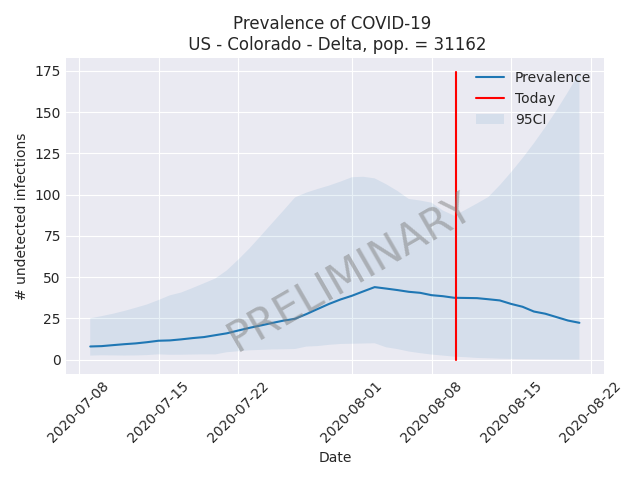 Prevalence of COVID-19
US - Colorado - Delta, pop. = 31162
175
150
125
100
75
50
25
0
# undetected infections
Prevalence
Today
95CI
PRELIMINARY
2020-07-08
2020-07-15
2020-07-22
2020-08-01
2020-08-08
2020-08-15
2020-08-22
Date